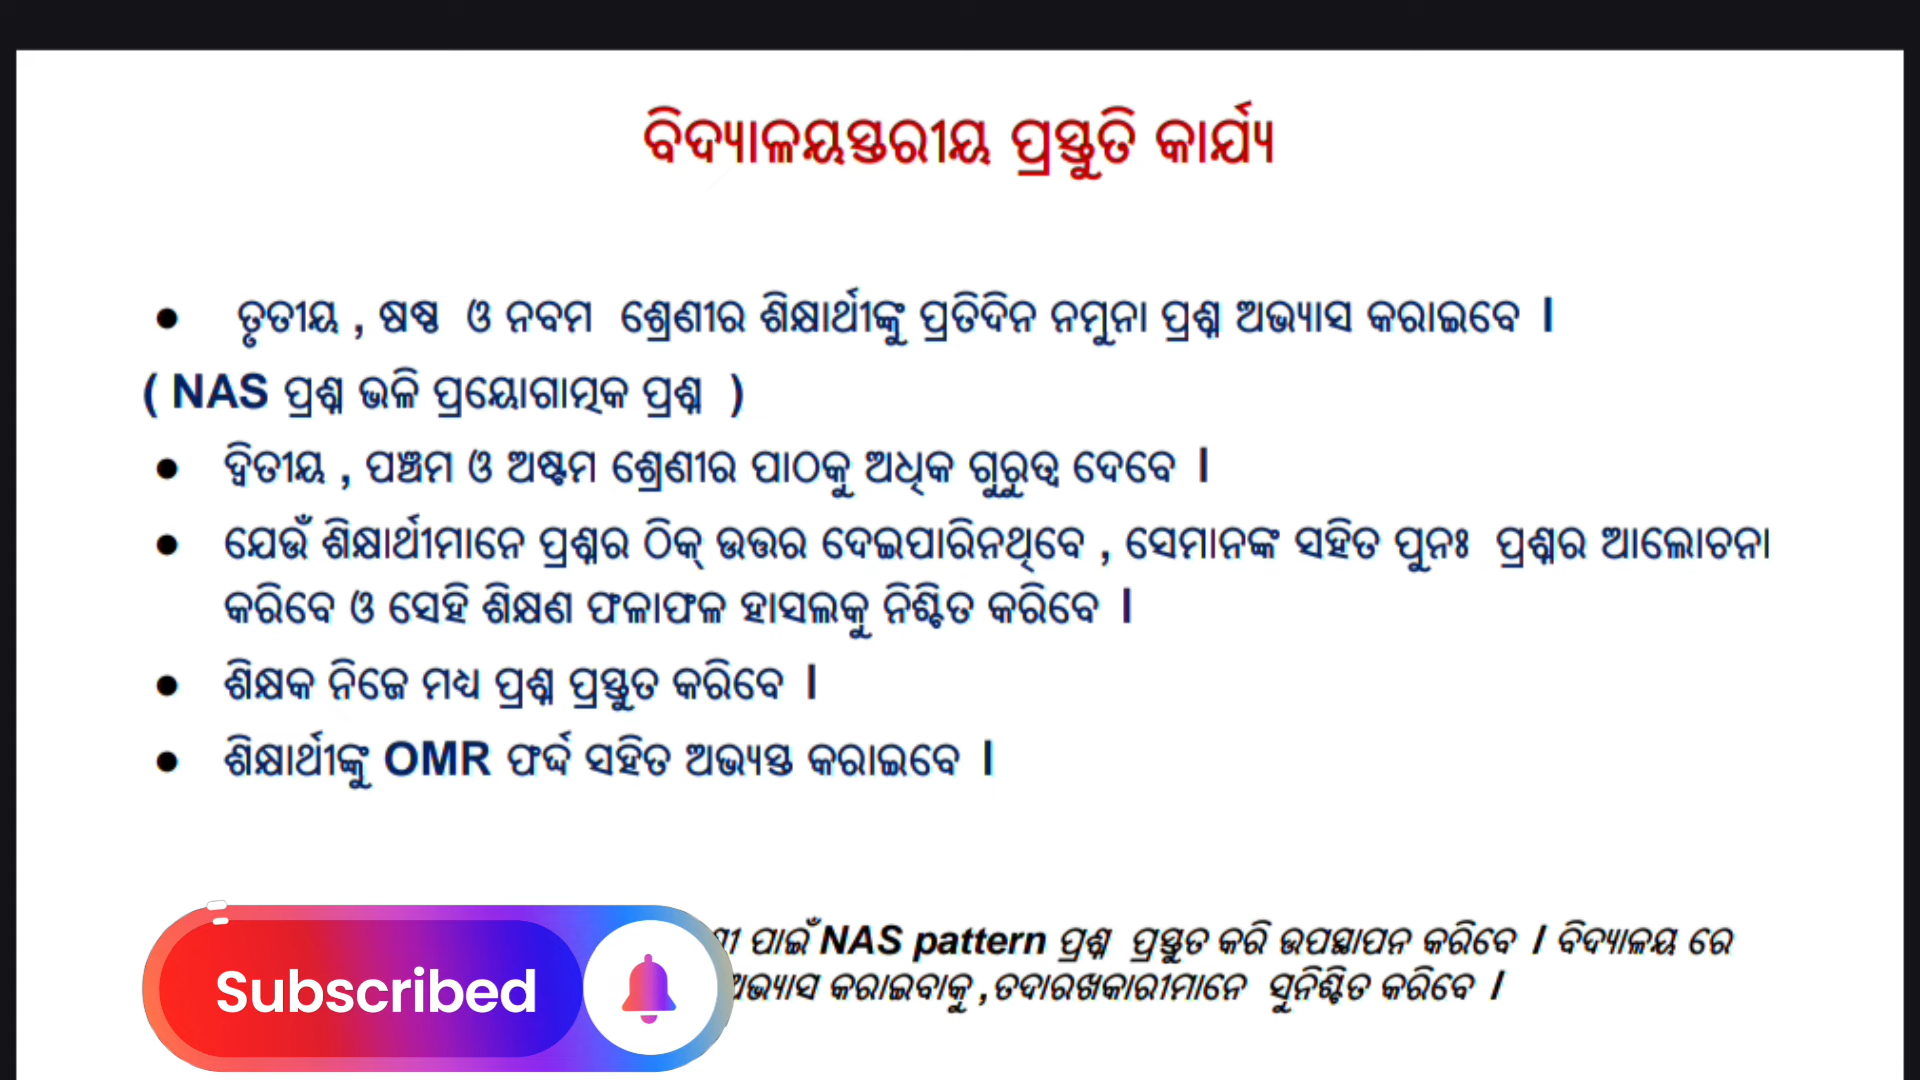 ବିଦ୍ୟାଳୟସ୍ତରୀୟ ପ୍ରସ୍ତୁତି କାର୍ଯ୍ୟ
● ତୃତୀୟ , ଷଷ୍ଠ ଓ ନବମ ଶ୍ରେଣୀର ଶିକ୍ଷାର୍ଥୀଙ୍କୁ ପ୍ରତିଦିନ ନମୁନା ପ୍ରଶ୍ନ ଅଭ୍ୟାସ କରାଇବେ ।
( NAS ପ୍ରଶ୍ନ ଭଳି ପ୍ରୟୋଗାତ୍ମକ ପ୍ରଶ୍ନ )
● ଦ୍ଵିତୀୟ , ପଞ୍ଚମ ଓ ଅଷ୍ଟମ ଶ୍ରେଣୀର ପାଠକୁ ଅଧିକ ଗୁରୁତ୍ଵ ଦେବେ ।
● ଯେଉଁ ଶିକ୍ଷାର୍ଥୀମାନେ ପ୍ରଶ୍ନର ଠିକ୍ ଉତ୍ତର ଦେଇପାରିନଥିବେ , ସେମାନଙ୍କ ସହିତ ପୁନଃ ପ୍ରଶ୍ନର ଆଲୋଚନା
କରିବେ ଓ ସେହି ଶିକ୍ଷଣ ଫଳାଫଳ ହାସଲକୁ ନିଶ୍ଚିତ କରିବେ ।
● ଶିକ୍ଷକ ନିଜେ ମଧ୍ୟ ପ୍ରଶ୍ନ ପ୍ରସ୍ତୁତ କରିବେ ।
● ଶିକ୍ଷାର୍ଥୀଙ୍କୁ OMR ଫର୍ଦ୍ଦ ସହିତ ଅଭ୍ୟସ୍ତ କରାଇବେ ।
ପାଇଁ NAS pattern ପ୍ରଶ୍ନ ପ୍ରସ୍ତୁତ କରି ଉପସ୍ଥାପନ କରିବେ । ବିଦ୍ୟାଳୟ ରେ
ଅଭ୍ୟାସ କରାଇବାକୁ ,ତଦାରଖକାରୀମାନେ ସୁନିଶ୍ଚିତ କରିବେ ।
Subscribed